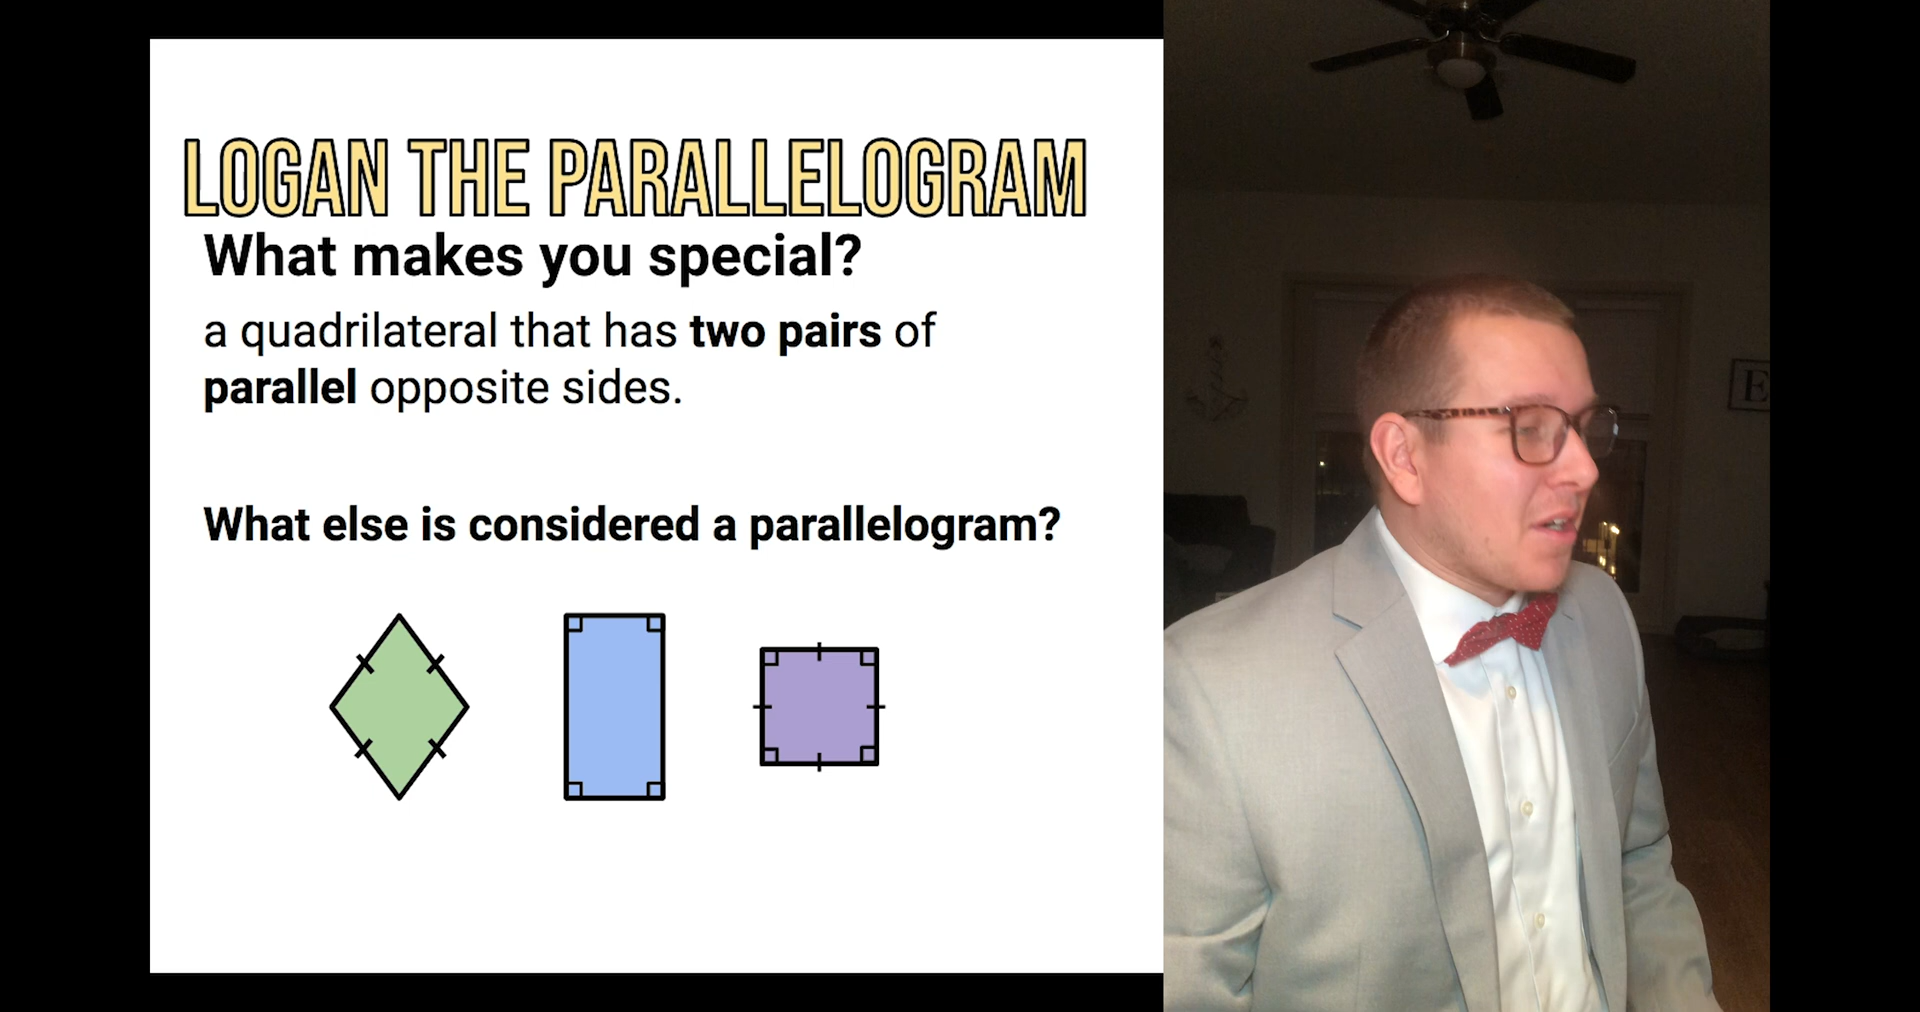 LOGAN THE PARALLELOGRAM
What makes you special?
a quadrilateral that has two pairs of
parallel opposite sides.
What else is considered a parallelogram?
E